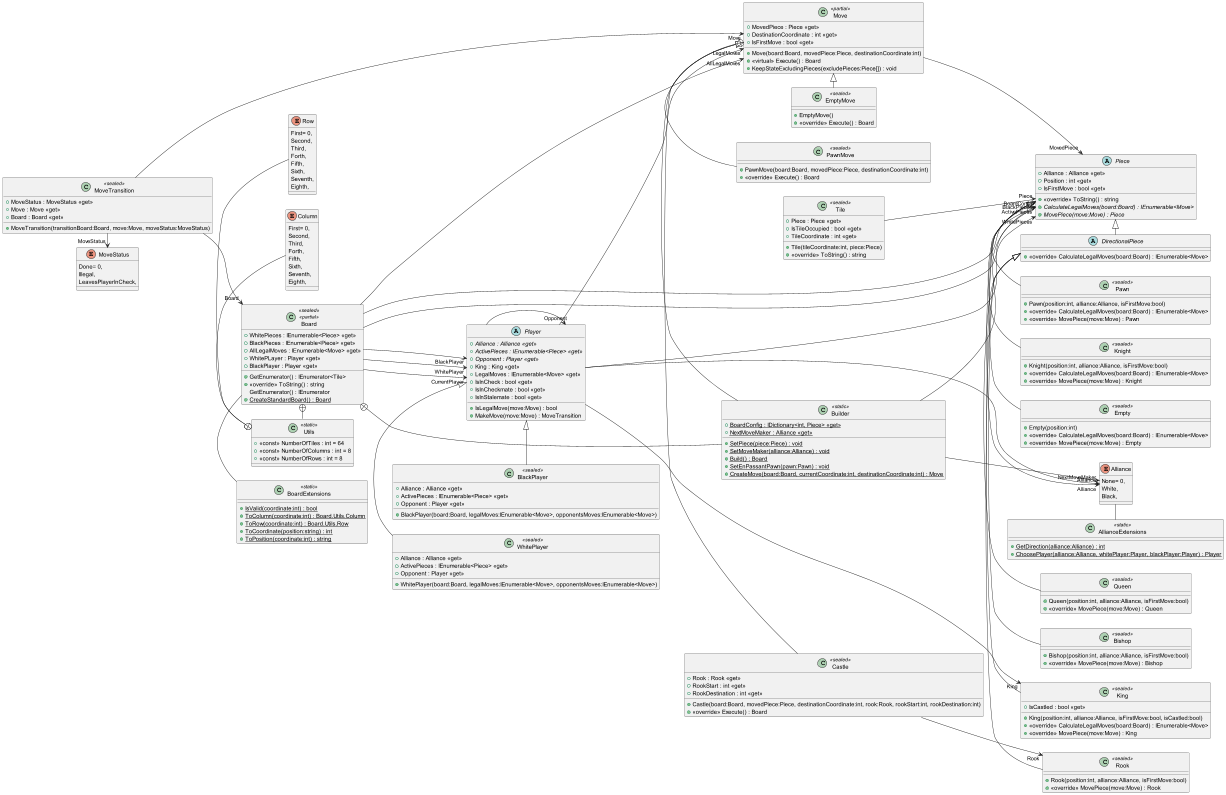 «partial»
Move
MovedPiece : Piece «get»
DestinationCoordinate : int «get»
IsFirstMove : bool «get»
Move(board:Board, movedPiece:Piece, destinationCoordinate:int)
«virtual» Execute() : Board
KeepStateExcludingPieces(excludePieces:Piece[]) : void
Move
LegalMoves
AllLegalMoves
«sealed»
EmptyMove
EmptyMove()
«override» Execute() : Board
«sealed»
PawnMove
PawnMove(board:Board, movedPiece:Piece, destinationCoordinate:int)
«override» Execute() : Board
Row
First= 0,
Second,
Third,
Forth,
Fifth,
Sixth,
Seventh,
Eighth,
MovedPiece
Piece
Alliance : Alliance «get»
Position : int «get»
IsFirstMove : bool «get»
«override» ToString() : string
CalculateLegalMoves(board:Board) : IEnumerable<Move>
MovePiece(move:Move) : Piece
Piece
BlackPieces
ActivePieces
WhitePieces
«sealed»
MoveTransition
MoveStatus : MoveStatus «get»
Move : Move «get»
Board : Board «get»
MoveTransition(transitionBoard:Board, move:Move, moveStatus:MoveStatus)
MoveStatus
MoveStatus
Done= 0,
Illegal,
LeavesPlayerInCheck,
Column
First= 0,
Second,
Third,
Forth,
Fifth,
Sixth,
Seventh,
Eighth,
«sealed»
Tile
Piece : Piece «get»
IsTileOccupied : bool «get»
TileCoordinate : int «get»
Tile(tileCoordinate:int, piece:Piece)
«override» ToString() : string
DirectionalPiece
«override» CalculateLegalMoves(board:Board) : IEnumerable<Move>
«sealed»
Pawn
Pawn(position:int, alliance:Alliance, isFirstMove:bool)
«override» CalculateLegalMoves(board:Board) : IEnumerable<Move>
«override» MovePiece(move:Move) : Pawn
Board
«sealed»
«partial»
Board
WhitePieces : IEnumerable<Piece> «get»
BlackPieces : IEnumerable<Piece> «get»
AllLegalMoves : IEnumerable<Move> «get»
WhitePlayer : Player «get»
BlackPlayer : Player «get»
GetEnumerator() : IEnumerator<Tile>
«override» ToString() : string
GetEnumerator() : IEnumerator
CreateStandardBoard() : Board
BlackPlayer
WhitePlayer
CurrentPlayer
Opponent
Player
Alliance : Alliance «get»
ActivePieces : IEnumerable<Piece> «get»
Opponent : Player «get»
King : King «get»
LegalMoves : IEnumerable<Move> «get»
IsInCheck : bool «get»
IsInCheckmate : bool «get»
IsInStalemate : bool «get»
IsLegalMove(move:Move) : bool
MakeMove(move:Move) : MoveTransition
«sealed»
Knight
Knight(position:int, alliance:Alliance, isFirstMove:bool)
«override» CalculateLegalMoves(board:Board) : IEnumerable<Move>
«override» MovePiece(move:Move) : Knight
«sealed»
Empty
Empty(position:int)
«override» CalculateLegalMoves(board:Board) : IEnumerable<Move>
«override» MovePiece(move:Move) : Empty
«static»
Builder
BoardConfig : IDictionary<int, Piece> «get»
NextMoveMaker : Alliance «get»
SetPiece(piece:Piece) : void
SetMoveMaker(alliance:Alliance) : void
Build() : Board
SetEnPassantPawn(pawn:Pawn) : void
CreateMove(board:Board, currentCoordinate:int, destinationCoordinate:int) : Move
«static»
Utils
«const» NumberOfTiles : int = 64
«const» NumberOfColumns : int = 8
«const» NumberOfRows : int = 8
Alliance
Alliance
None= 0,
White,
Black,
«static»
BoardExtensions
IsValid(coordinate:int) : bool
ToColumn(coordinate:int) : Board.Utils.Column
ToRow(coordinate:int) : Board.Utils.Row
ToCoordinate(position:string) : int
ToPosition(coordinate:int) : string
«sealed»
BlackPlayer
Alliance : Alliance «get»
ActivePieces : IEnumerable<Piece> «get»
Opponent : Player «get»
BlackPlayer(board:Board, legalMoves:IEnumerable<Move>, opponentsMoves:IEnumerable<Move>)
«static»
AllianceExtensions
GetDirection(alliance:Alliance) : int
ChoosePlayer(alliance:Alliance, whitePlayer:Player, blackPlayer:Player) : Player
«sealed»
WhitePlayer
Alliance : Alliance «get»
ActivePieces : IEnumerable<Piece> «get»
Opponent : Player «get»
WhitePlayer(board:Board, legalMoves:IEnumerable<Move>, opponentsMoves:IEnumerable<Move>)
«sealed»
Queen
Queen(position:int, alliance:Alliance, isFirstMove:bool)
«override» MovePiece(move:Move) : Queen
«sealed»
Bishop
Bishop(position:int, alliance:Alliance, isFirstMove:bool)
«override» MovePiece(move:Move) : Bishop
«sealed»
Castle
Rook : Rook «get»
RookStart : int «get»
RookDestination : int «get»
Castle(board:Board, movedPiece:Piece, destinationCoordinate:int, rook:Rook, rookStart:int, rookDestination:int)
«override» Execute() : Board
King
«sealed»
King
IsCastled : bool «get»
King(position:int, alliance:Alliance, isFirstMove:bool, isCastled:bool)
«override» CalculateLegalMoves(board:Board) : IEnumerable<Move>
«override» MovePiece(move:Move) : King
Rook
«sealed»
Rook
Rook(position:int, alliance:Alliance, isFirstMove:bool)
«override» MovePiece(move:Move) : Rook